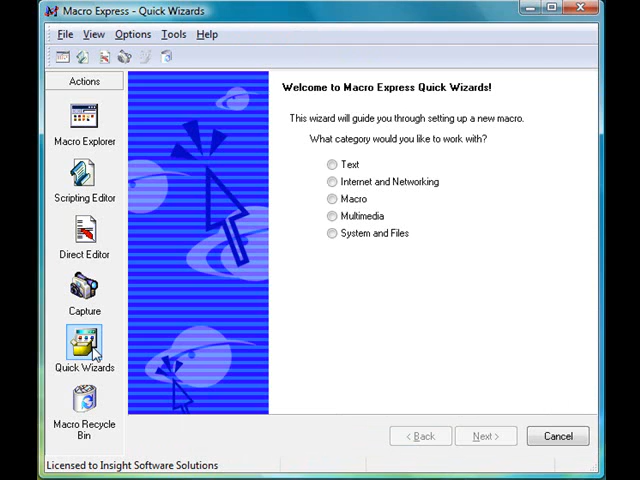 Macro Express - Quick Wizards
File View Options Tools Help
Actions
Macro Explorer
Scripting Editor
Direct Editor
Capture
Quick Wizards
Macro Recycle
Bin
Welcome to Macro Express Quick Wizards!
This wizard will guide you through setting up a new macro.
What category would you like to work with?
Text
Internet and Networking
Macro
Multimedia
System and Files
< Back Next > Cancel
Licensed to Insight Software Solutions